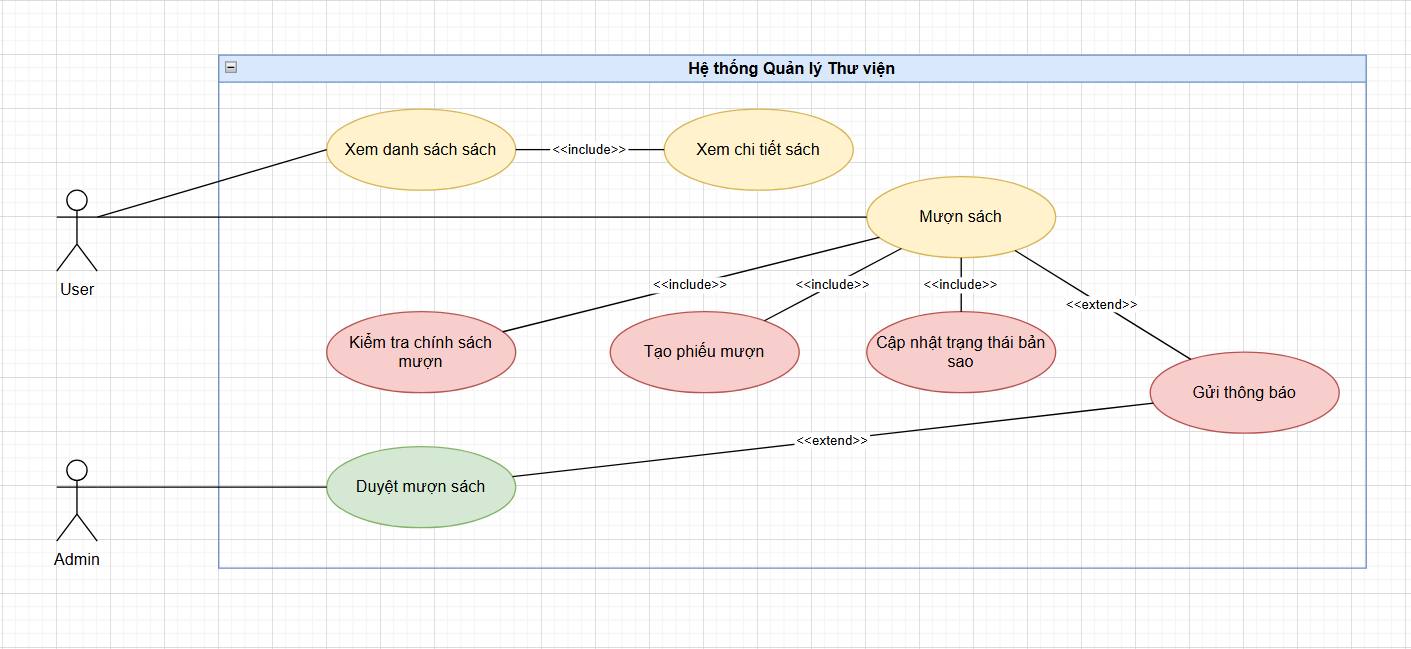 Hệ thống Quản lý Thư viện
Xem danh sách sách
<<include>>
Xem chi tiết sách
Mượn sách
User
<<include>>
<<include>>
<<include>>
<<extend>>
Kiểm tra chính sách
mượn
Tạo phiếu mượn
Cập nhật trạng thái bản
sao
Gửi thông báo
<<extend>>
Duyệt mượn sách
Admin